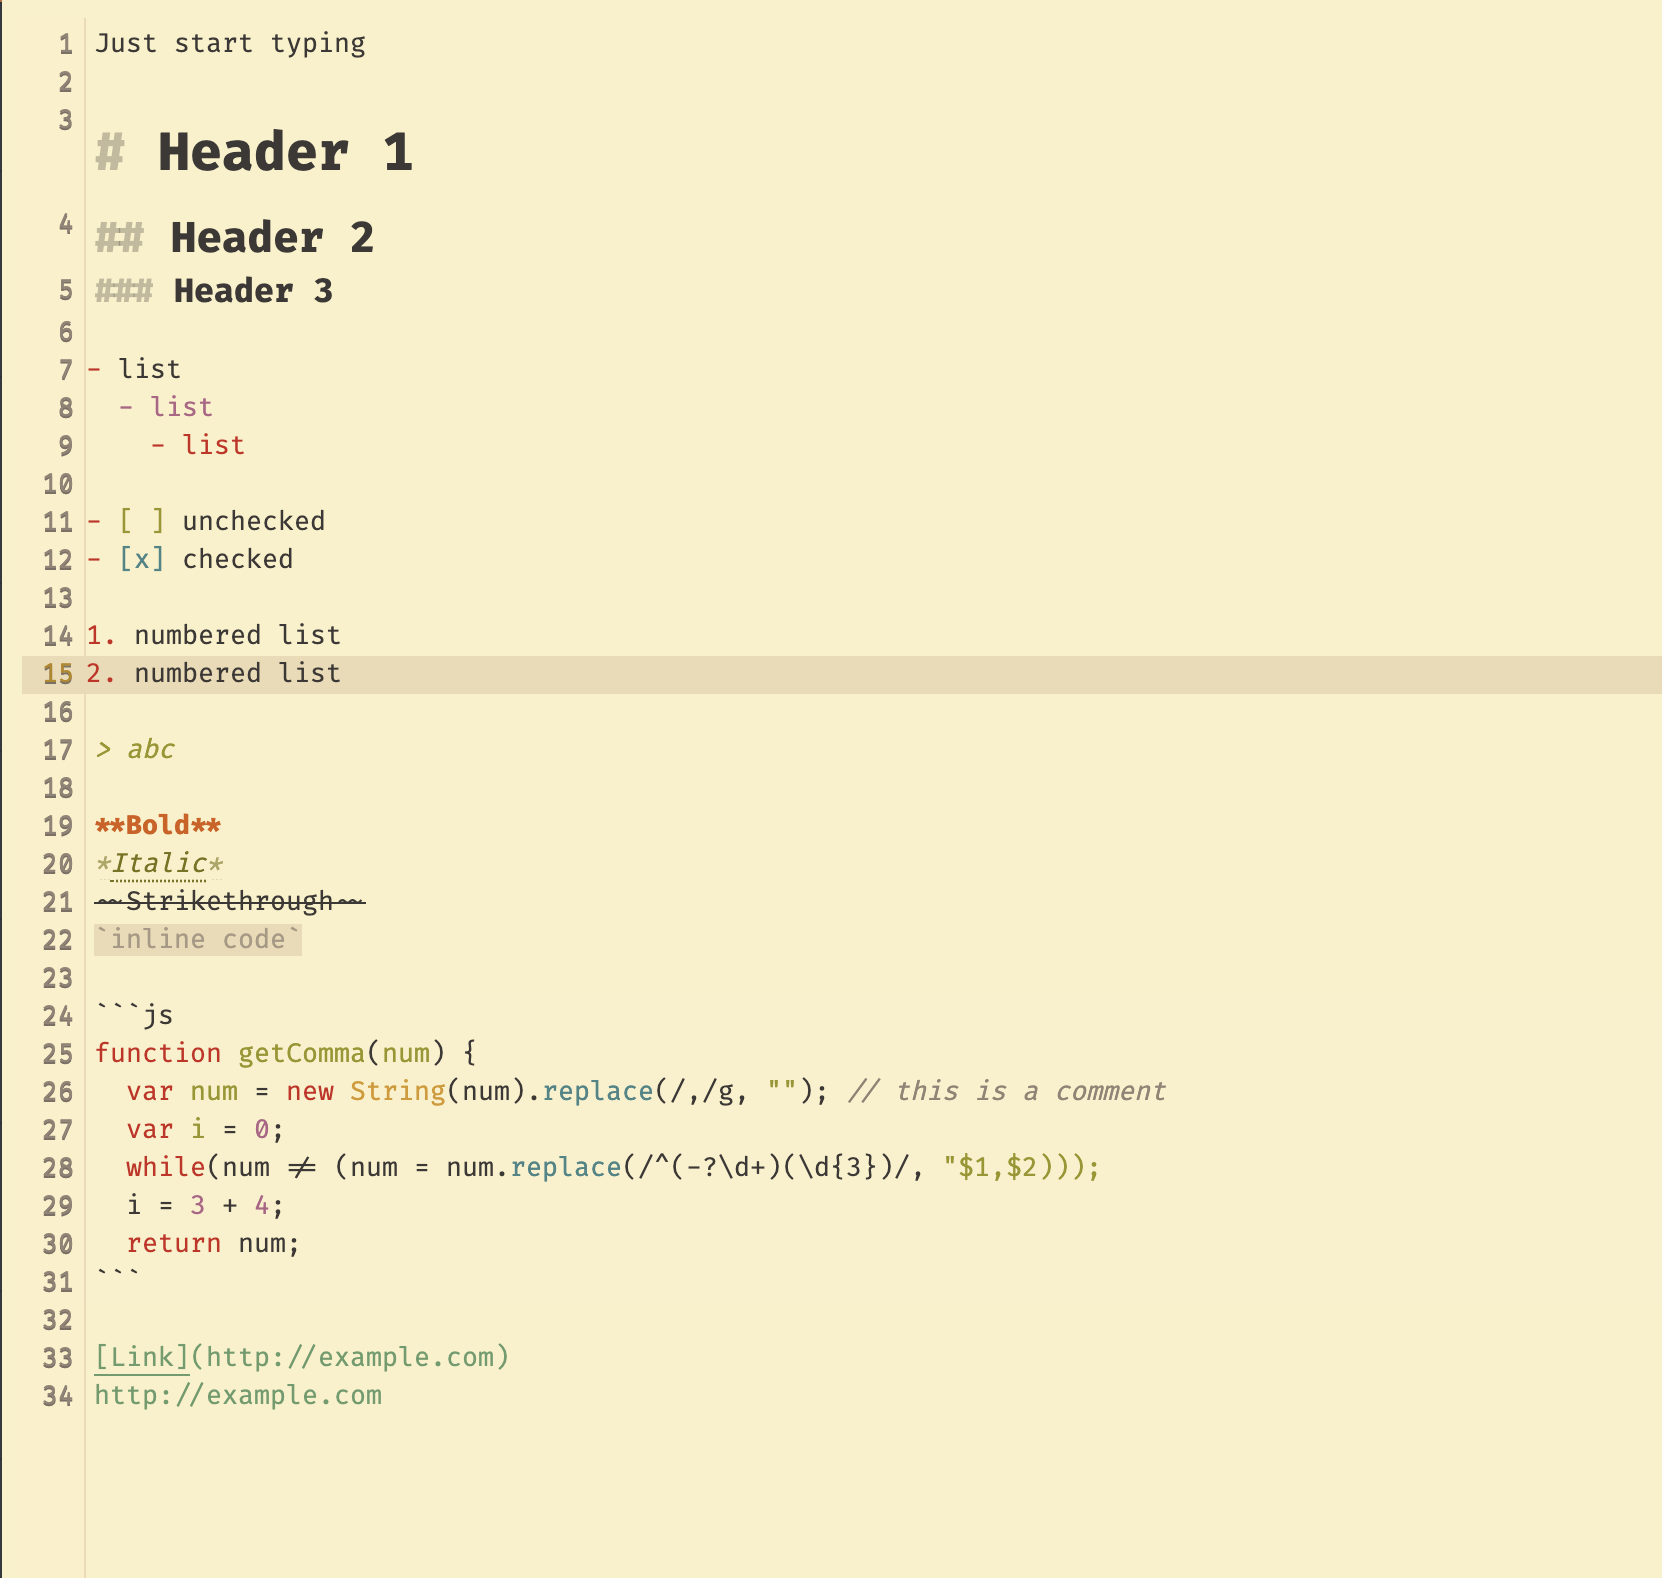 1 Just start typing
2
3 # Header 1
4 ## Header 2
5 ### Header 3
6
7 - list
8   - list
9     - list
10
11 - [ ] unchecked
12 - [x] checked
13
14 1. numbered list
15 2. numbered list
16
17 > abc
18
19 **Bold**
20 *Italic*
21 ~~Strikethrough~~
22 `inline code`
23
24 ```js
25 function getComma(num) {
26   var num = new String(num).replace(/,/g, ""); // this is a comment
27   var i = 0;
28   while(num != (num = num.replace(/^(-?\d+)(\d{3})/, "$1,$2)));
29   i = 3 + 4;
30   return num;
31 ```
32
33 [Link](http://example.com)
34 http://example.com